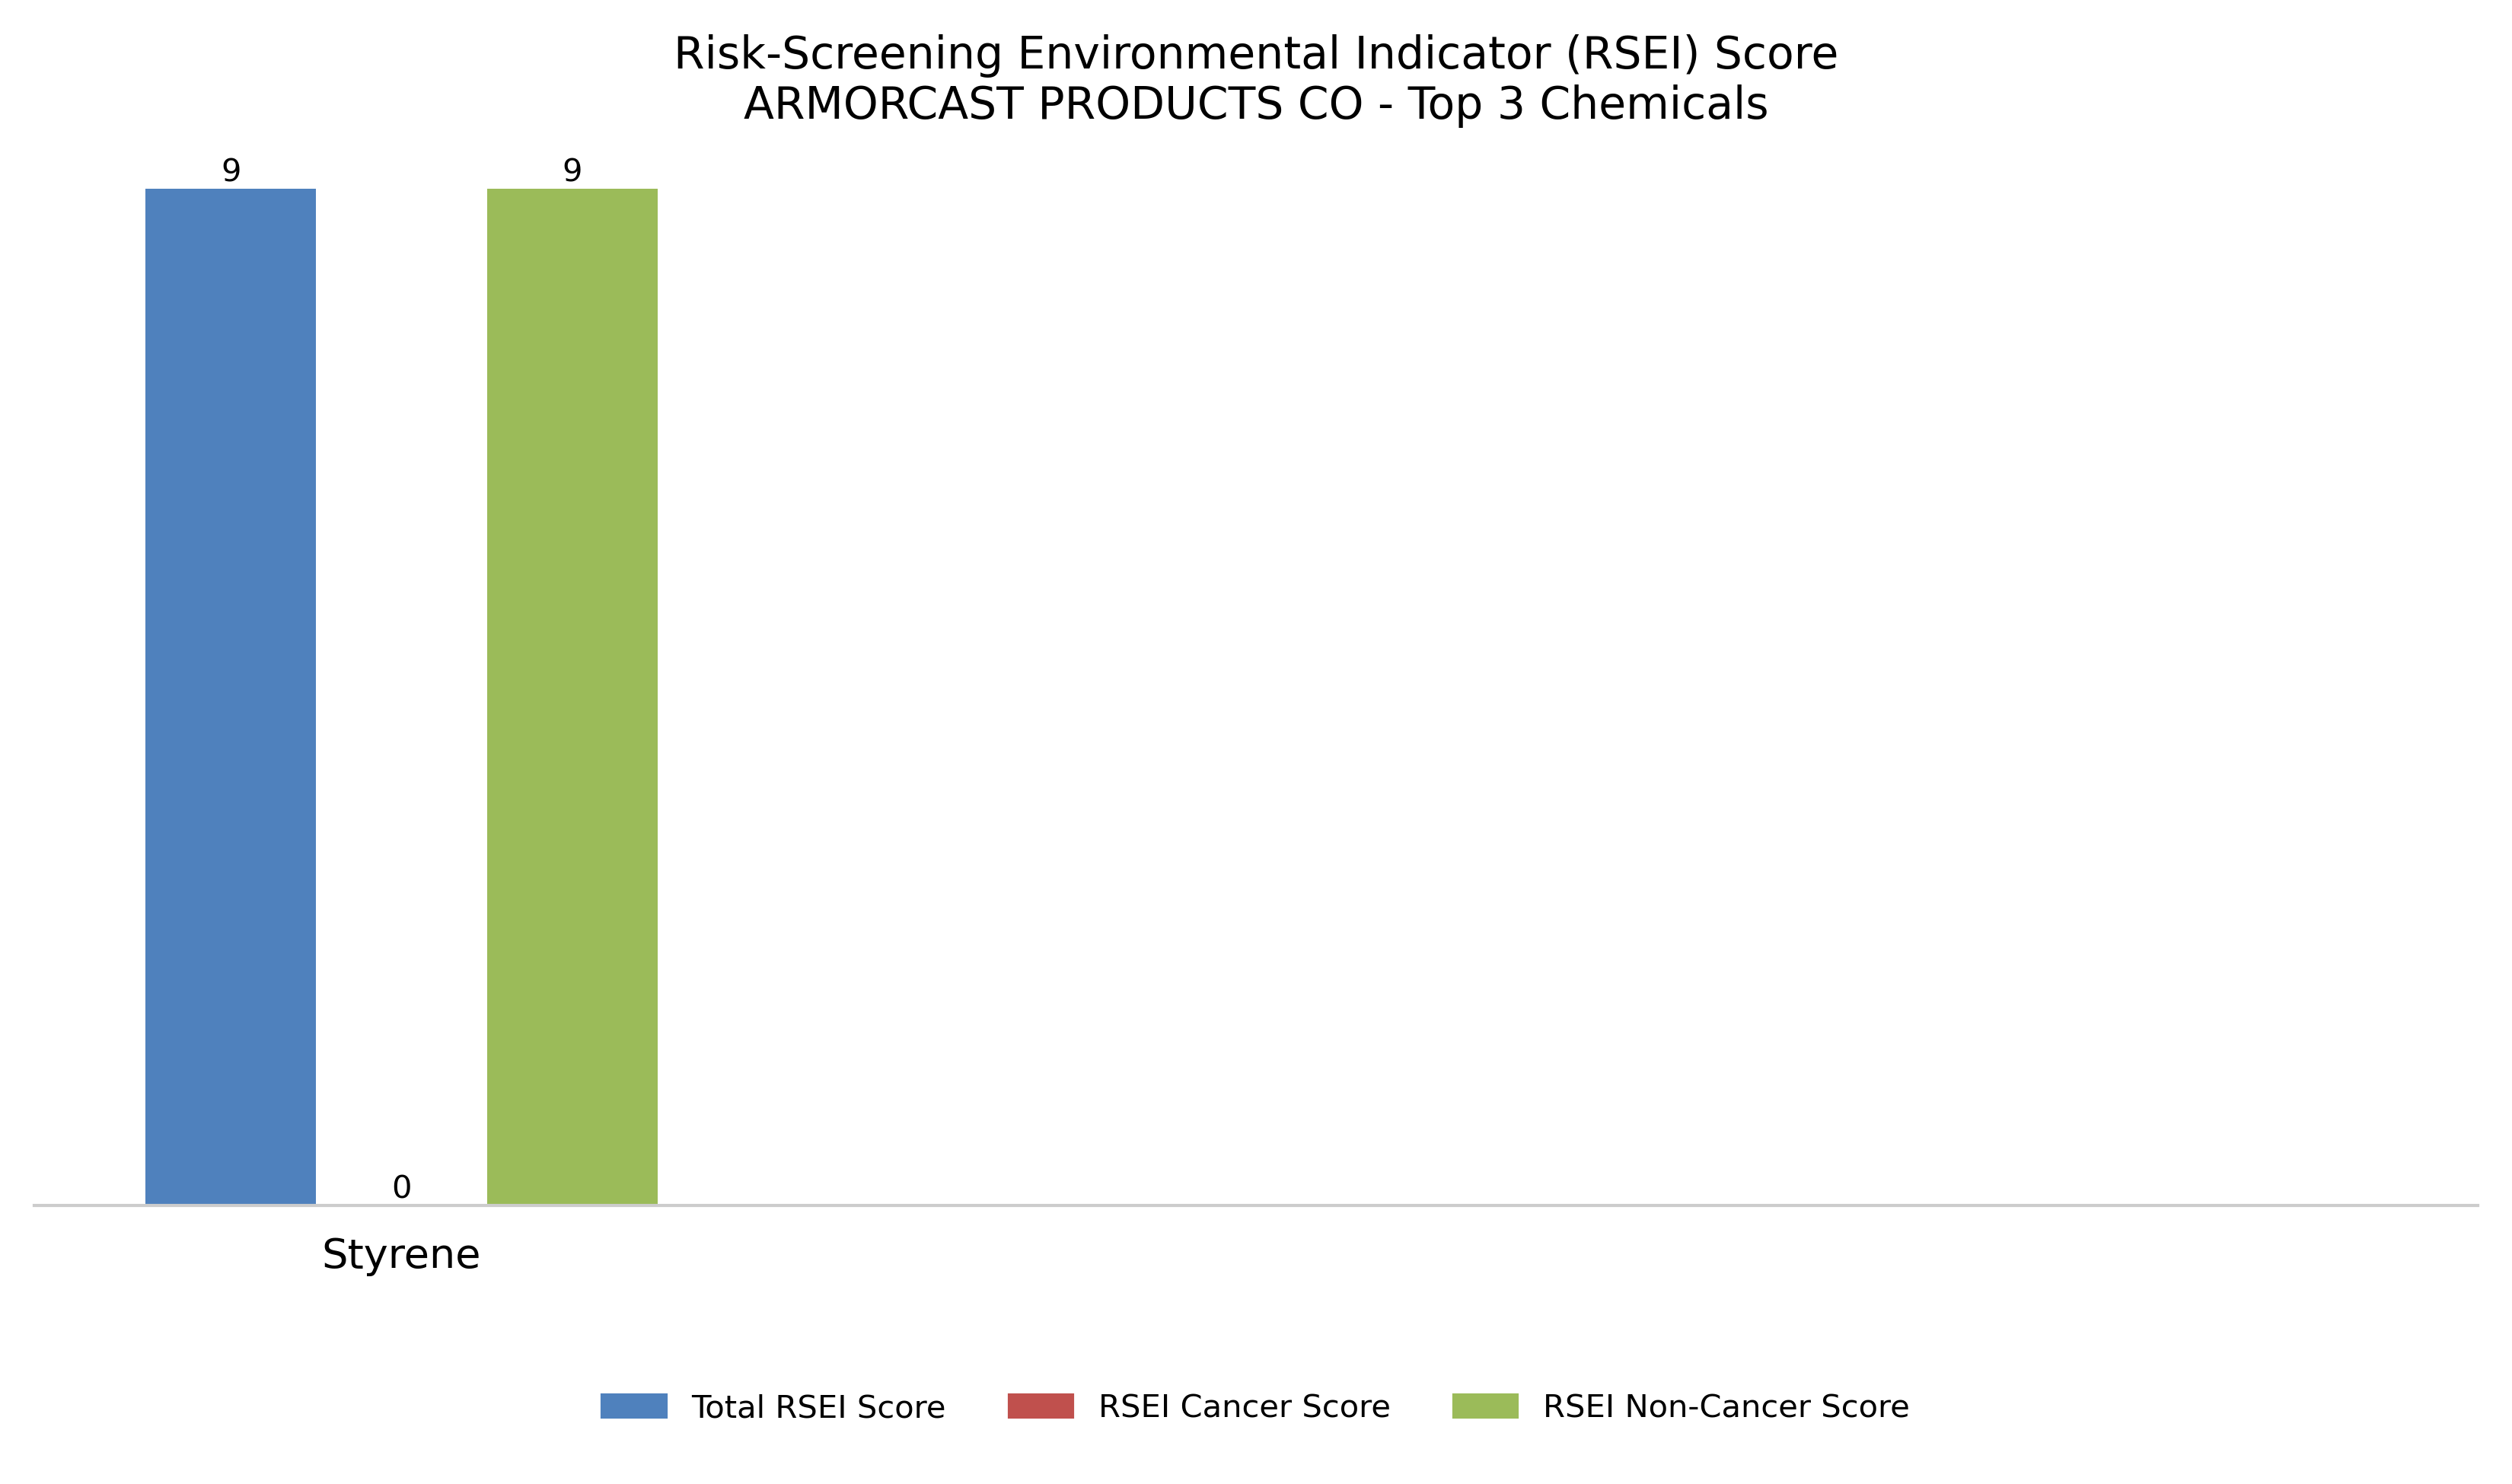 Risk-Screening Environmental Indicator (RSEI) Score
ARMORCAST PRODUCTS CO - Top 3 Chemicals
9
9
0
Styrene
Total RSEI Score
RSEI Cancer Score
RSEI Non-Cancer Score